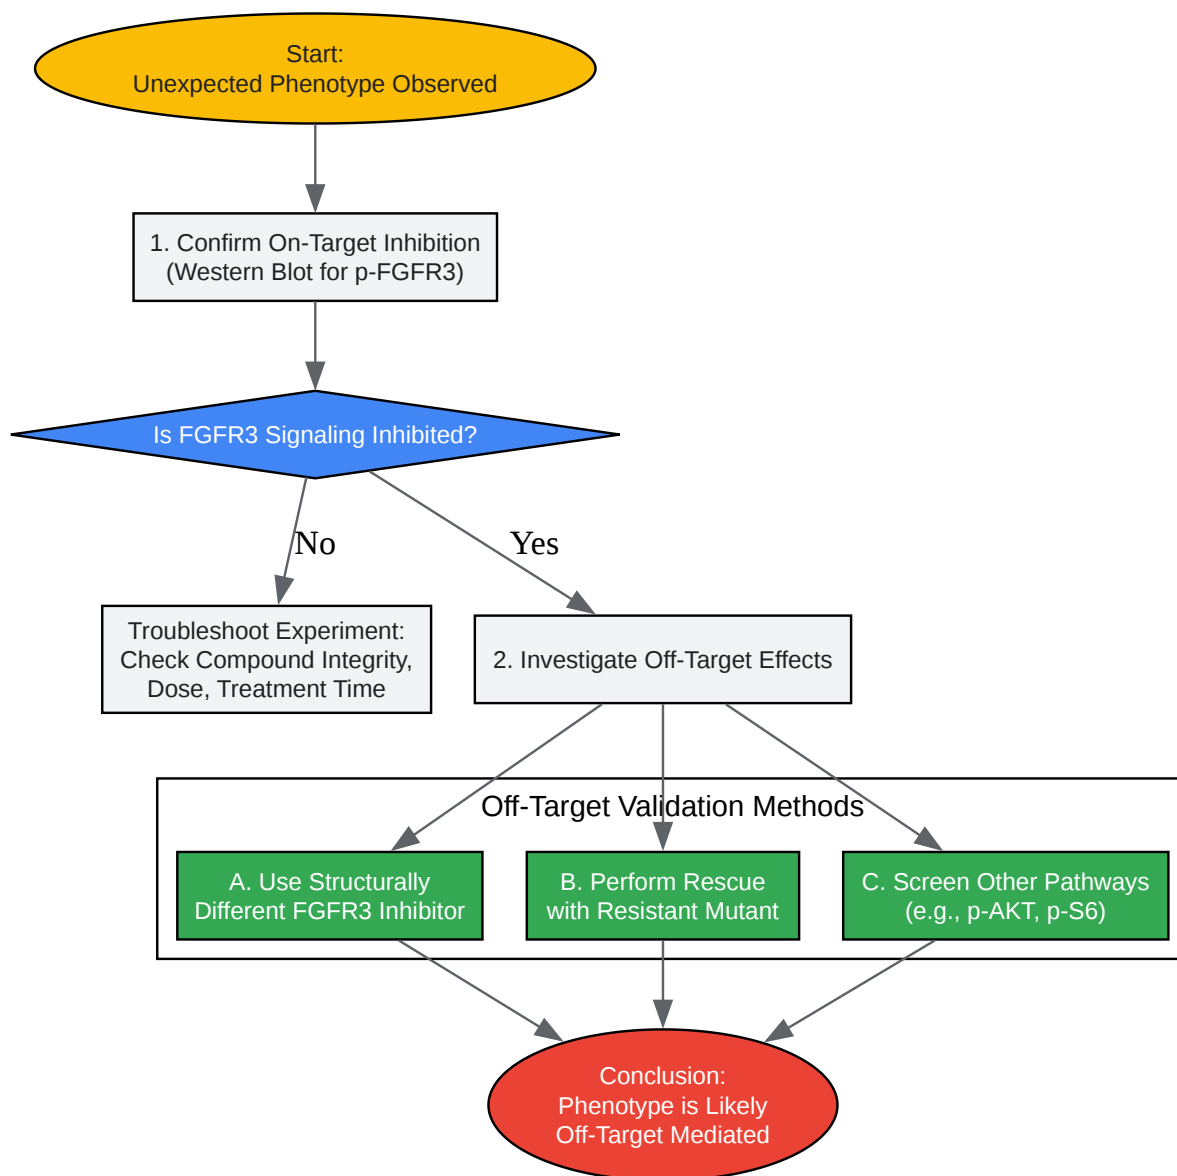 Start:
Unexpected Phenotype Observed
1. Confirm On-Target Inhibition
(Western Blot for p-FGFR3)
Is FGFR3 Signaling Inhibited?
No
Yes
Troubleshoot Experiment:
Check Compound Integrity,
Dose, Treatment Time
2. Investigate Off-Target Effects
Off-Target Validation Methods
A. Use Structurally
Different FGFR3 Inhibitor
B. Perform Rescue
with Resistant Mutant
C. Screen Other Pathways
(e.g., p-AKT, p-S6)
Conclusion:
Phenotype is Likely
Off-Target Mediated